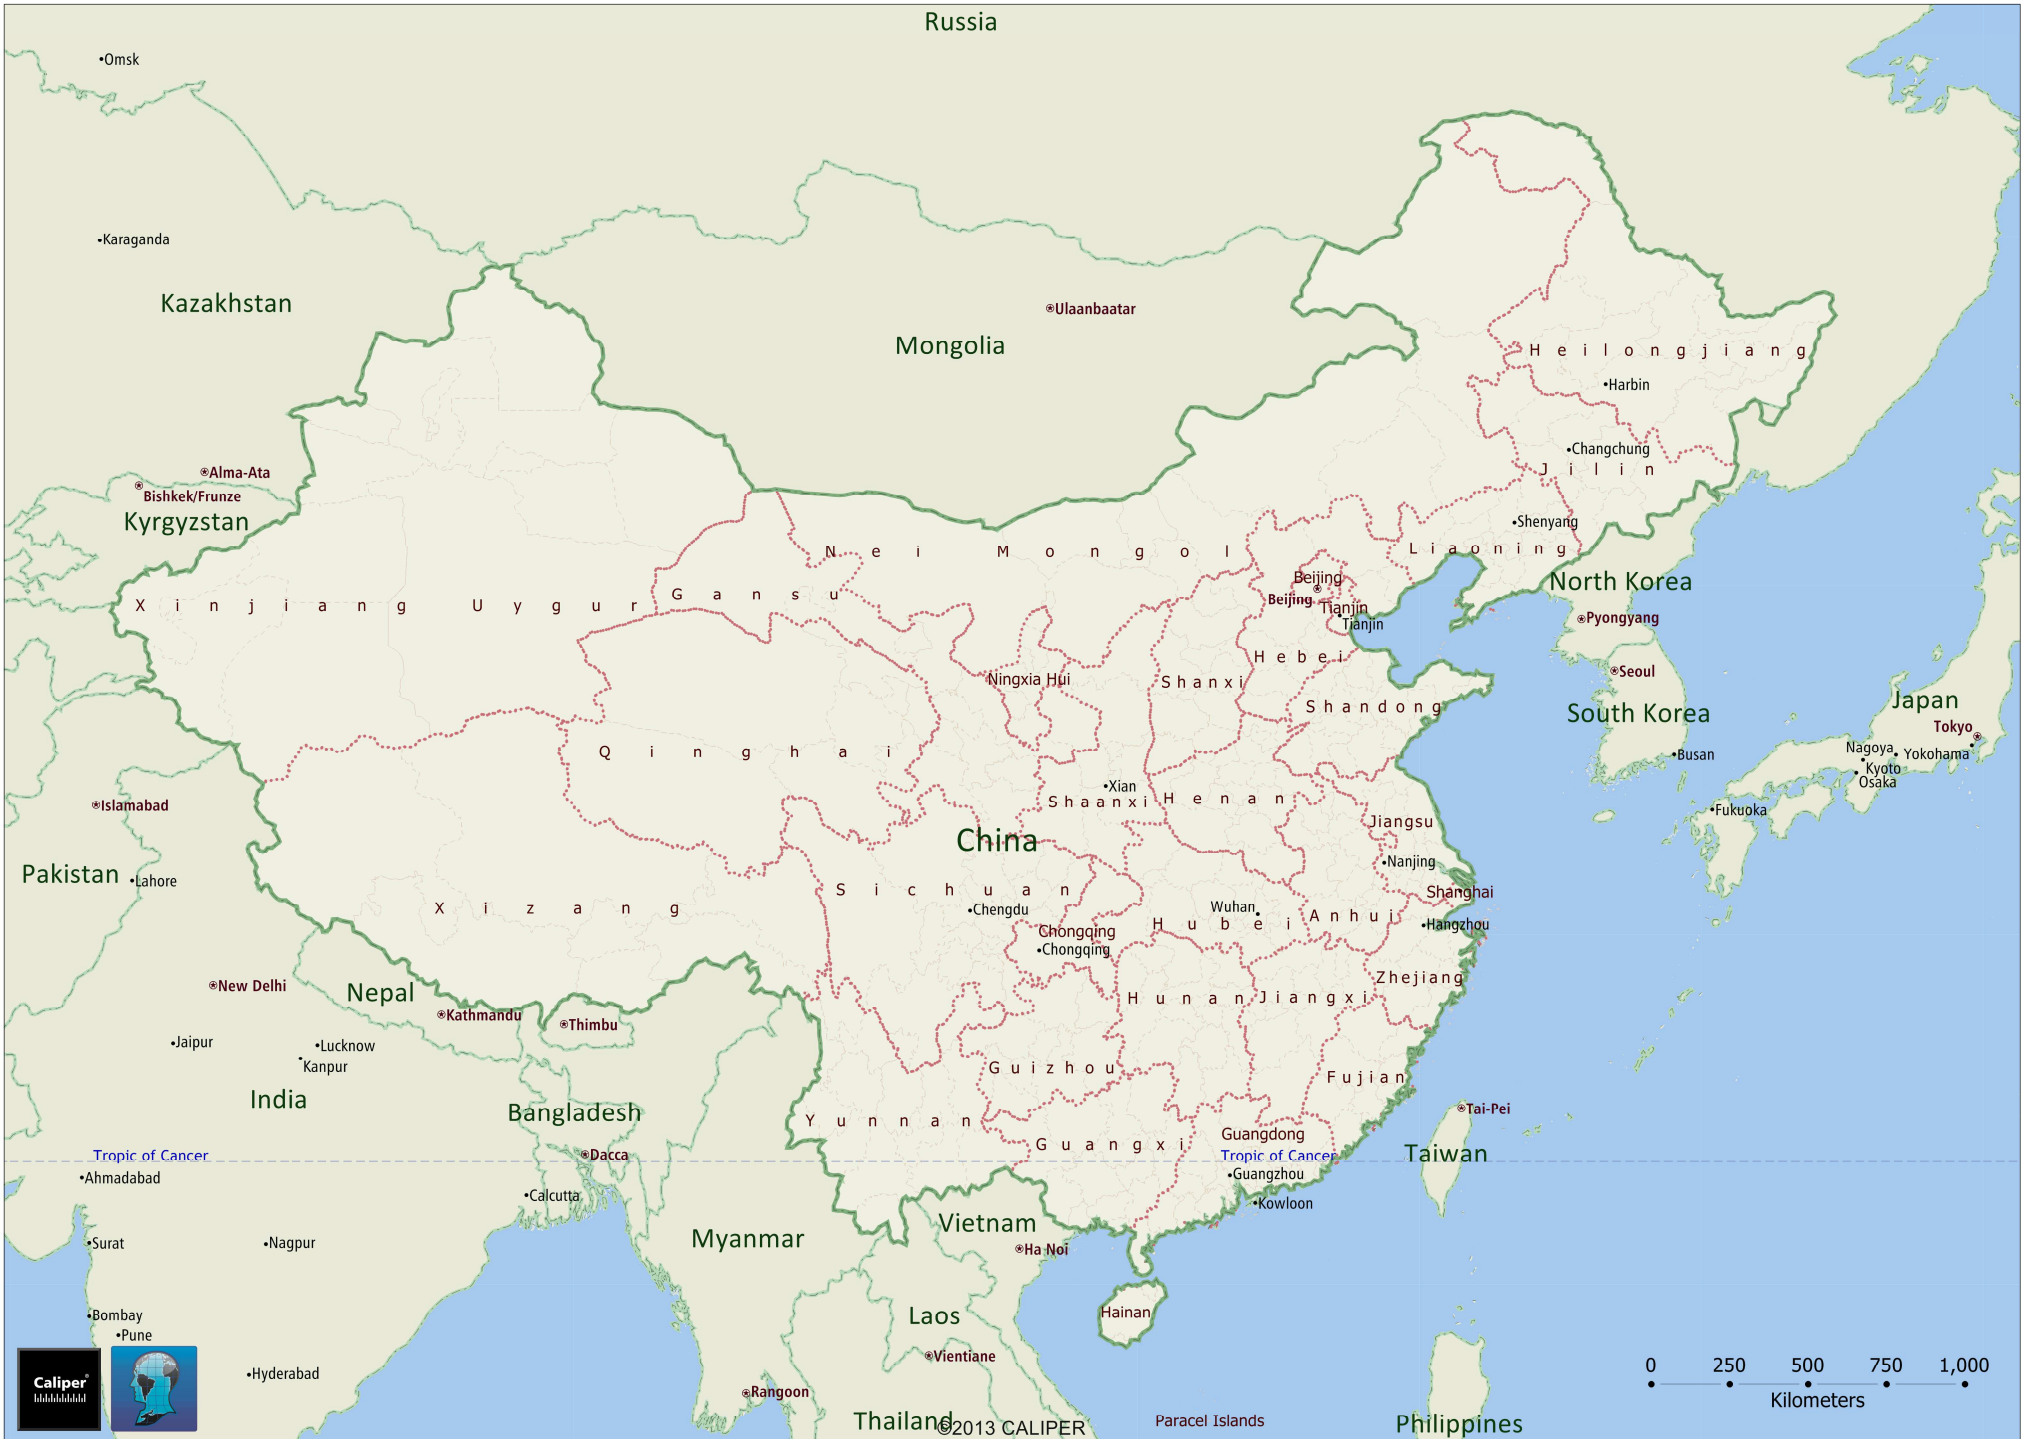 Russia
Omsk
Karaganda
Kazakhstan
Ulaanbaatar
Mongolia
Heilongjiang
Harbin
Changchung
Jilin
Alma-Ata
Bishkek/Frunze
Kyrgyzstan
Shenyang
Liaoning
Nei Mongol
Beijing
Beijing
North Korea
Xinjiang Uygur
Gansu
Tianjin
Tianjin
Pyongyang
Hebei
Seoul
Ningxia Hui
Shanxi
Shandong
South Korea
Japan
Tokyo
Qinghai
Nagoya
Yokohama
Busan
Kyoto
Osaka
Xian
Shaanxi
Henan
Islamabad
Fukuoka
Jiangsu
China
Nanjing
Pakistan
Lahore
Sichuan
Shanghai
Xizang
Chengdu
Wuhan
Hubei
Anhui
Hangzhou
Chongqing
Chongqing
New Delhi
Nepal
Zhejiang
Hunan
Jiangxi
Kathmandu
Thimbu
Jaipur
Lucknow
Kanpur
Guizhou
Fujian
India
Bangladesh
Tai-Pei
Yunnan
Guangxi
Guangdong
Taiwan
Tropic of Cancer
Dacca
Tropic of Cancer
Ahmadabad
Guangzhou
Calcutta
Kowloon
Vietnam
Myanmar
Surat
Nagpur
Ha Noi
Bombay
Laos
Hainan
Pune
Vientiane
Hyderabad
Caliper®
Rangoon
0 250 500 750 1,000
Kilometers
Thailand
©2013 CALIPER
Paracel Islands
Philippines